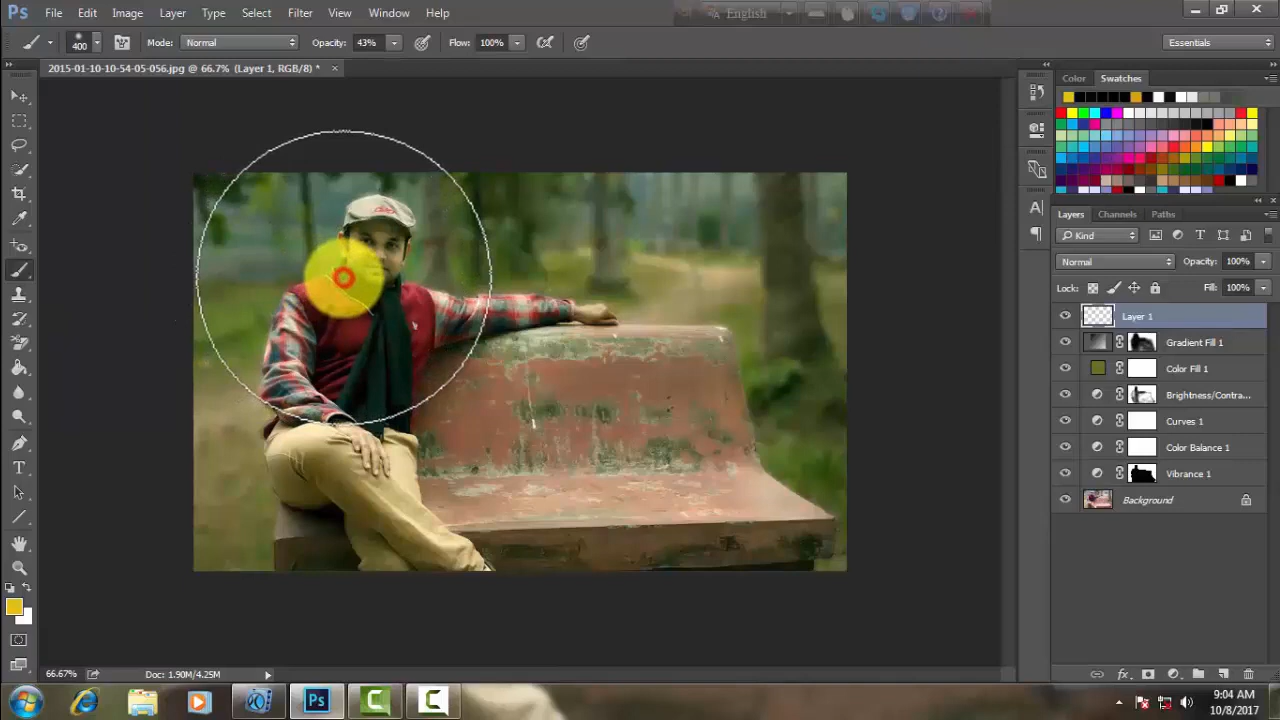 Ps File Edit Image Layer Type Select Filter View Window Help
English
400 Mode: Normal Opacity: 43% Flow: 100% Essentials
2015-01-10-10-54-05-056.jpg @ 66.7% (Layer 1, RGB/8) * ×
Color Swatches
Layers Channels Paths
Kind
Normal Opacity: 100%
Lock: Fill: 100%
Layer 1
Gradient Fill 1
Color Fill 1
Brightness/Contra...
Curves 1
Color Balance 1
Vibrance 1
Background
66.67% Doc: 1.90M/4.25M
Ps
9:04 AM
10/8/2017